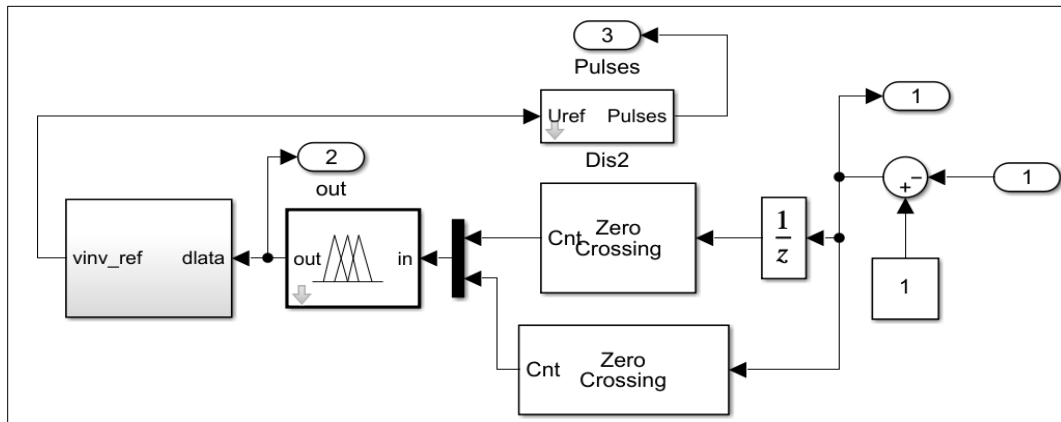 3
Pulses
Uref Pulses
Dis2
1
2
out
− 1
+
vinv_ref dlata
out in
Cnt Zero
Crossing
1
z
1
Cnt Zero
Crossing